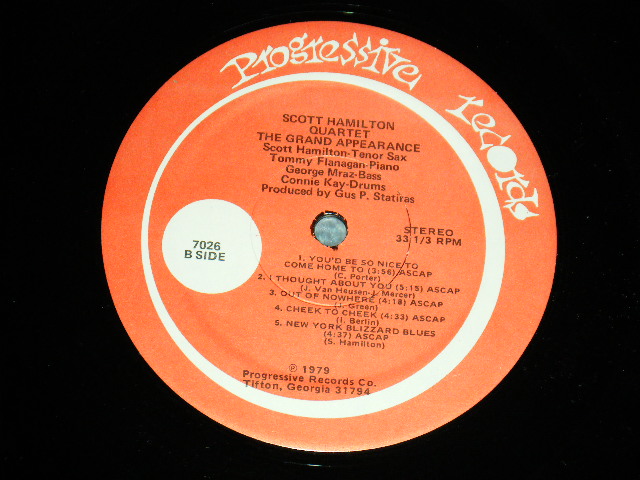 Progressive records
SCOTT HAMILTON
QUARTET
THE GRAND APPEARANCE
Scott Hamilton-Tenor Sax
Tommy Flanagan-Piano
George Mraz-Bass
Connie Kay-Drums
Produced by Gus P. Statiras
7026
B SIDE
STEREO
33 1/3 RPM
1. YOU'D BE SO NICE TO
COME HOME TO (3:56) ASCAP
(C. Porter)
2. I THOUGHT ABOUT YOU (5:15) ASCAP
(J. Van Heusen-J. Mercer)
3. OUT OF NOWHERE (4:18) ASCAP
(J. Green)
4. CHEEK TO CHEEK (4:33) ASCAP
(I. Berlin)
5. NEW YORK BLIZZARD BLUES
(4:37) ASCAP
(S. Hamilton)
℗ 1979
Progressive Records Co.
Tifton, Georgia 31794